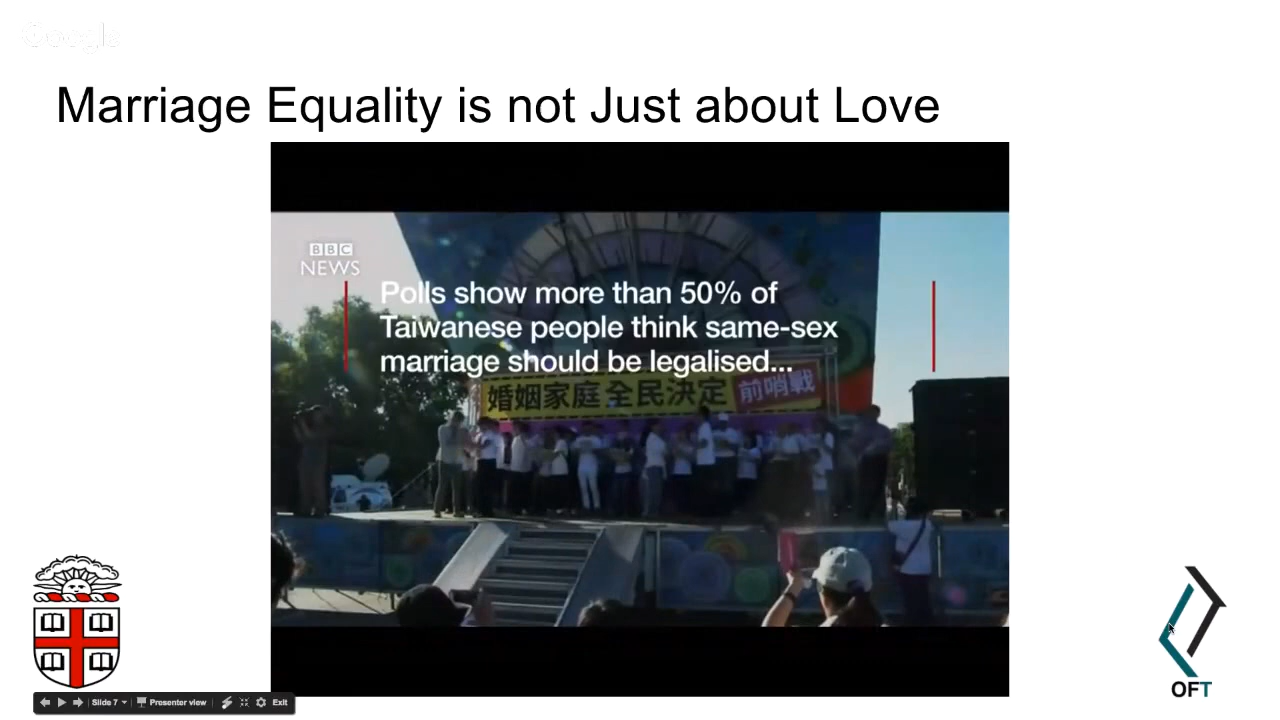 Google
Marriage Equality is not Just about Love
BBC
NEWS
Polls show more than 50% of
Taiwanese people think same-sex
marriage should be legalised...
婚姻家庭全民決定 前哨戰
OFT
Slide 7 Presenter view Exit